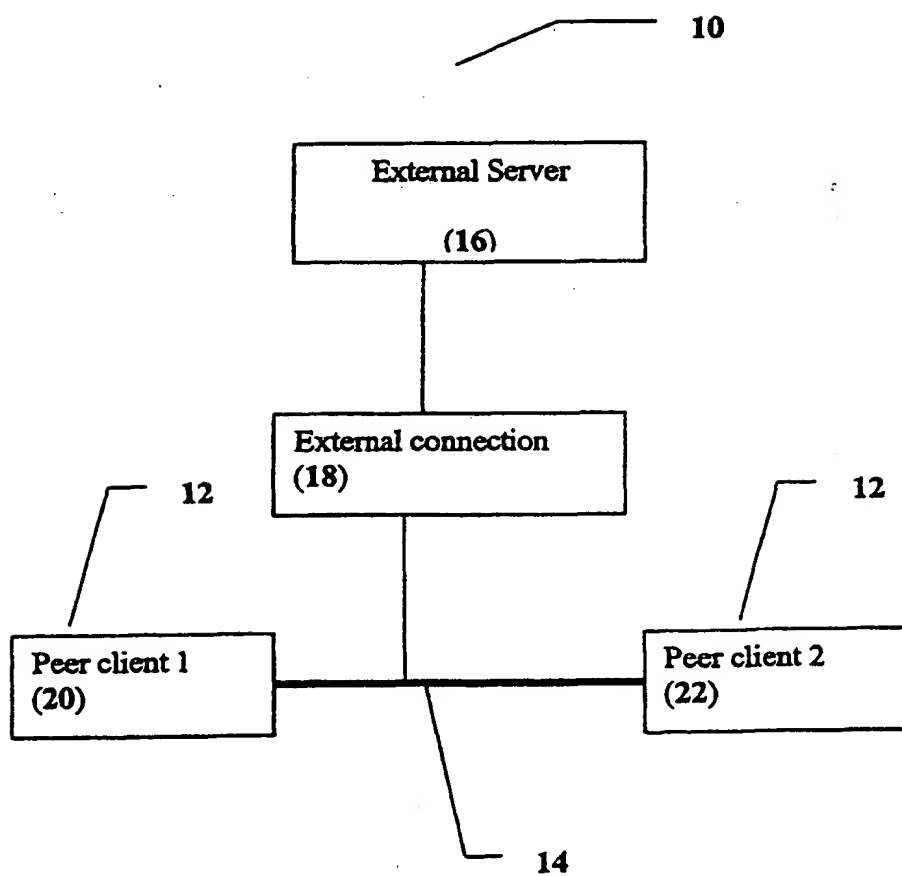 10
External Server
(16)
External connection
(18)
12
12
Peer client 1
(20)
Peer client 2
(22)
14